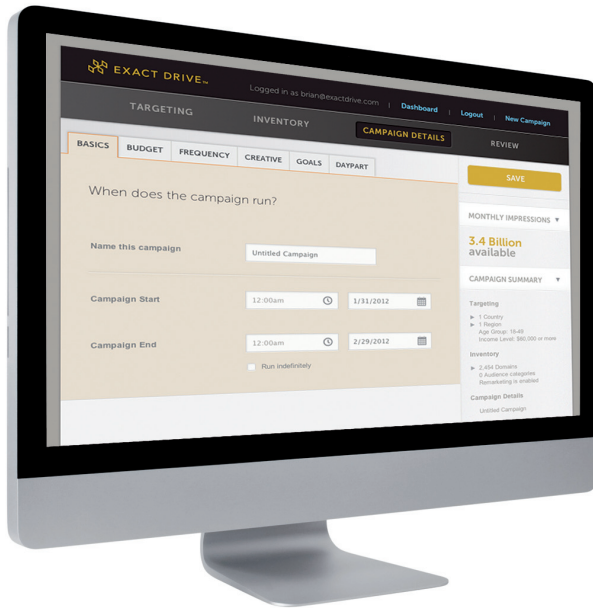 EXACT DRIVE™
Logged in as brian@exactdrive.com | Dashboard | Logout | New Campaign
TARGETING INVENTORY CAMPAIGN DETAILS REVIEW
BASICS BUDGET FREQUENCY CREATIVE GOALS DAYPART
When does the campaign run?
Name this campaign Untitled Campaign
Campaign Start 12:00am 1/31/2012
Campaign End 12:00am 2/29/2012
Run indefinitely
SAVE
MONTHLY IMPRESSIONS ▼
3.4 Billion
available
CAMPAIGN SUMMARY ▼
Targeting
▶ 1 Country
▶ 1 Region
Age Group: 18-49
Income Level: $60,000 or more
Inventory
▶ 2,454 Domains
0 Audience categories
Remarketing is enabled
Campaign Details
Untitled Campaign